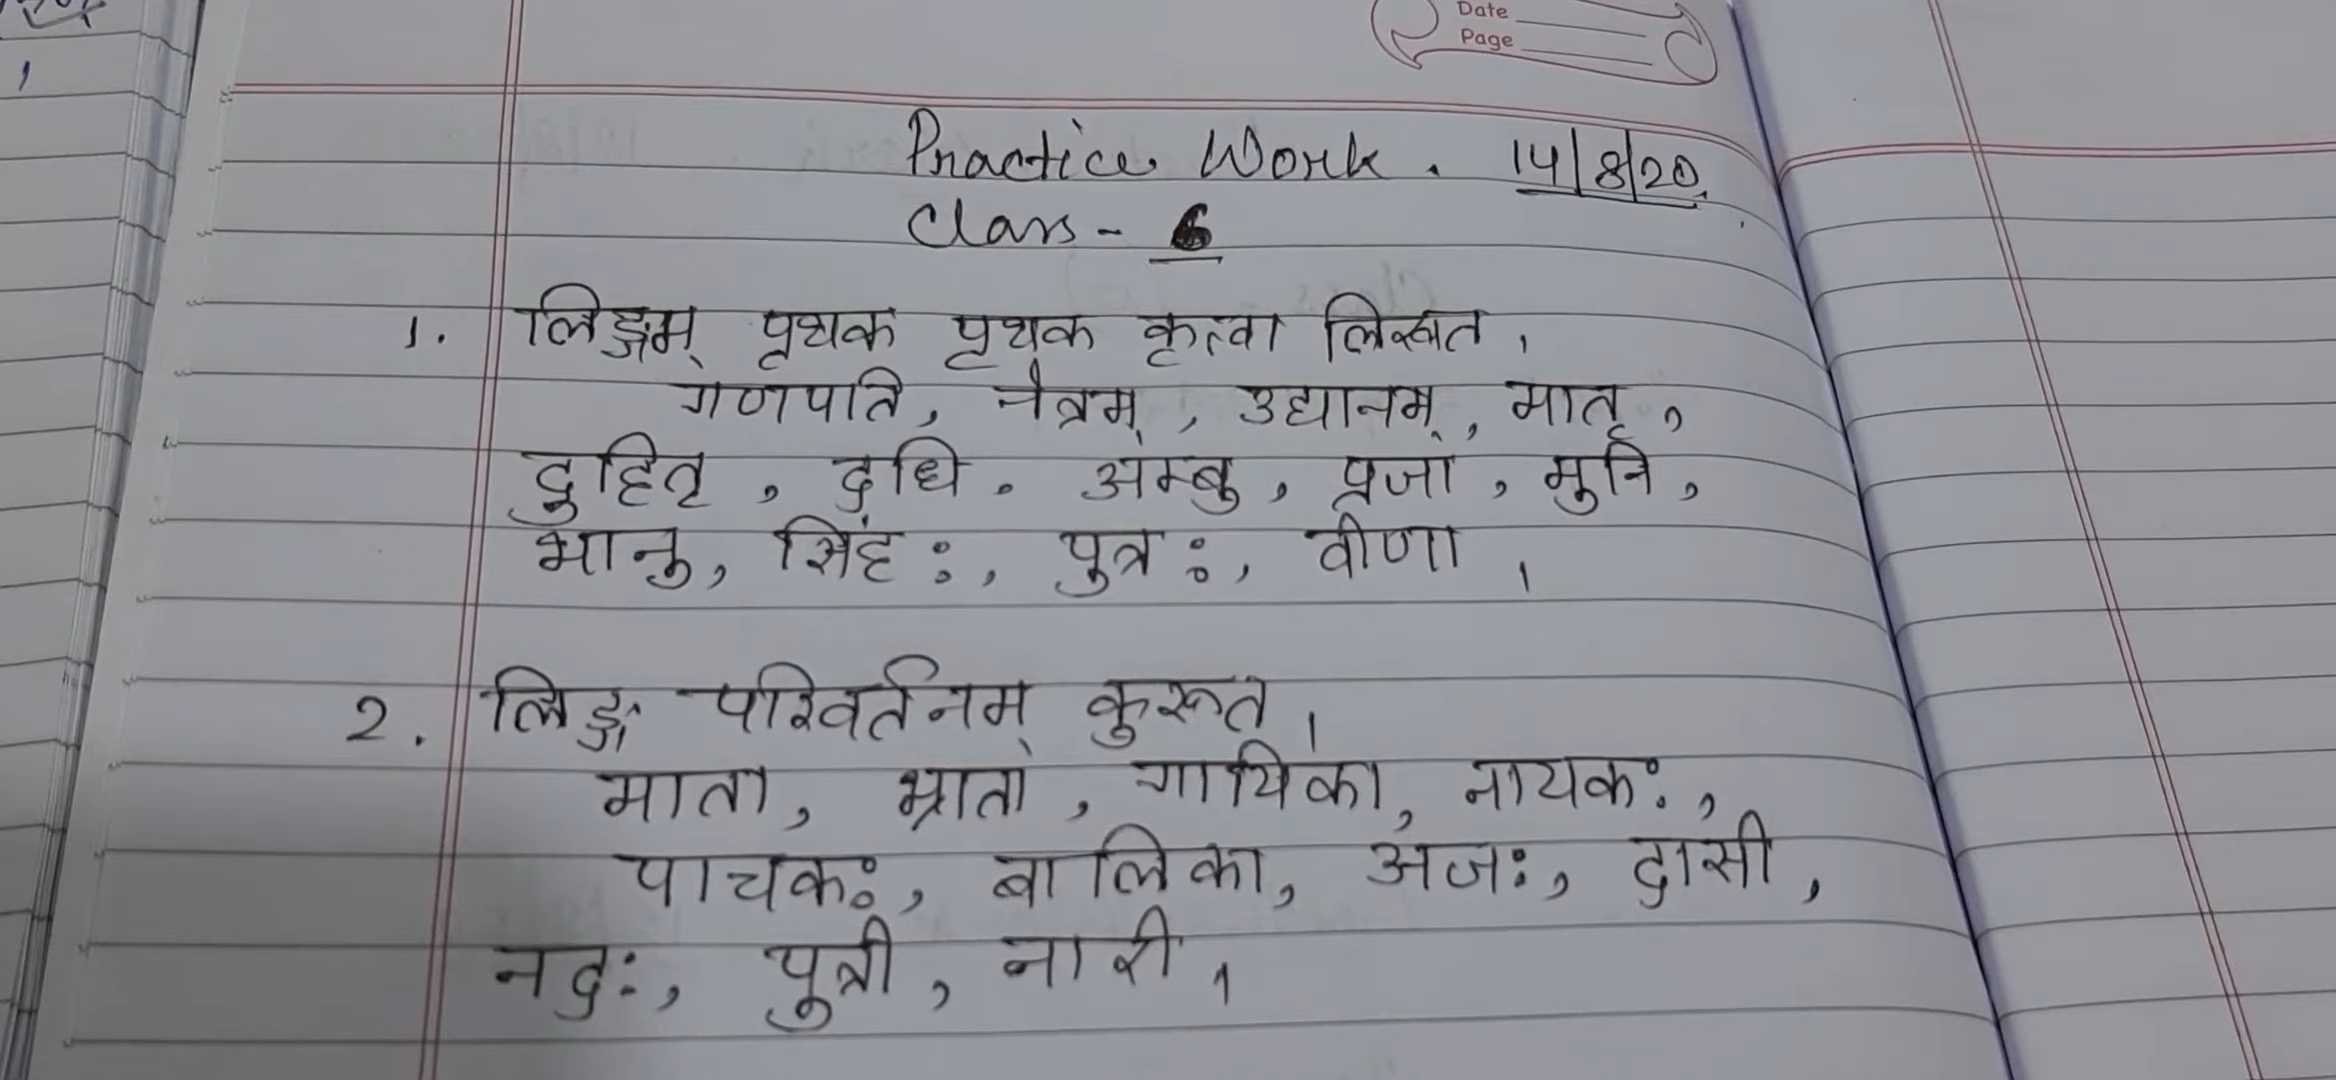 Date
Page
Practice Work. 14/8/20.
Class - 6
1. लिङ्गम् पृथक पृथक कृत्वा लिखत।
गणपति, नेत्रम्, उद्यानम्, मातृ,
दुहितृ, दधि, अम्बु, प्रजा, मुनि,
भानु, सिंहः, पुत्रः, वीणा।
2. लिङ्ग परिवर्तनम् कुरूत।
माता, भ्राता, गायिका, नायकः,
पाचकः, बालिका, अजः, दासी,
नदः, पुत्री, नारी।